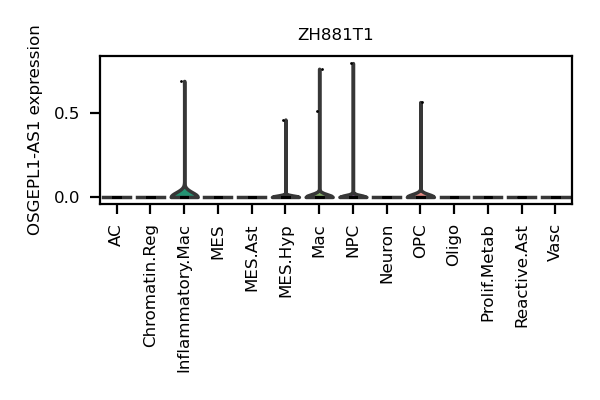 ZH881T1
OSGEPL1-AS1 expression
0.5
0.0
AC
Chromatin.Reg
Inflammatory.Mac
MES
MES.Ast
MES.Hyp
Mac
NPC
Neuron
OPC
Oligo
Prolif.Metab
Reactive.Ast
Vasc